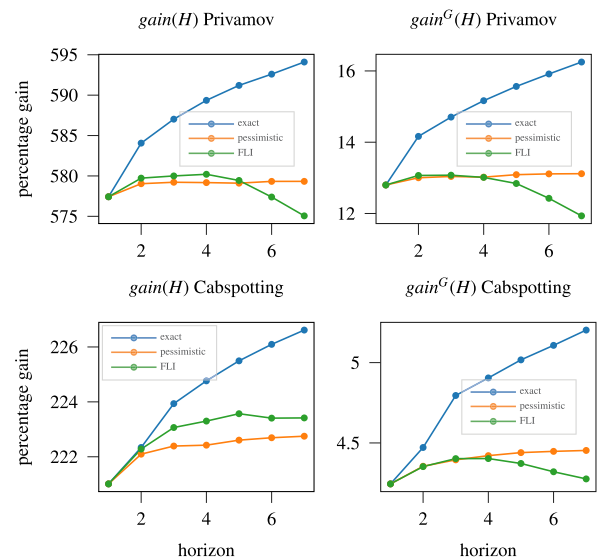 gain(H) Privamov
gain^G(H) Privamov
percentage gain
595
590
585
580
575
exact
pessimistic
FLI
2
4
6
16
14
12
exact
pessimistic
FLI
2
4
6
gain(H) Cabspotting
gain^G(H) Cabspotting
percentage gain
226
224
222
exact
pessimistic
FLI
2
4
6
horizon
5
4.5
exact
pessimistic
FLI
2
4
6
horizon